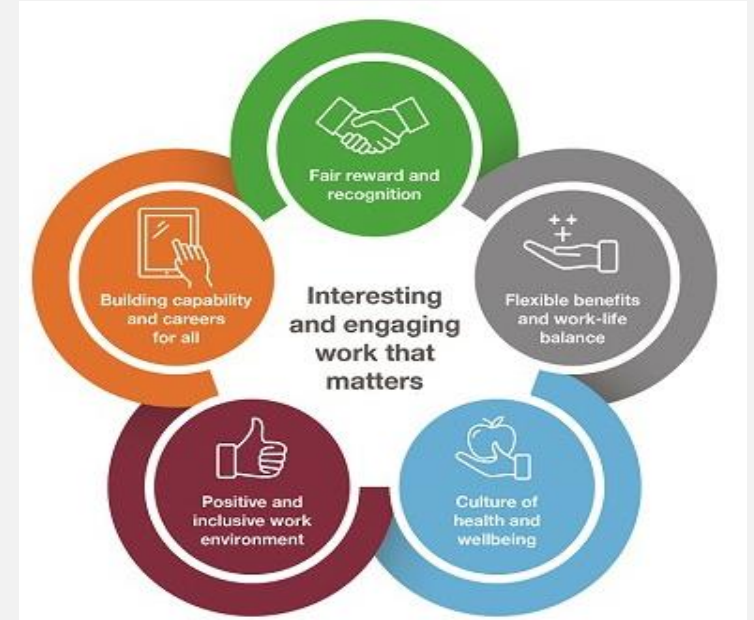 Fair reward and
recognition
Flexible benefits
and work-life
balance
Culture of
health and
wellbeing
Positive and
inclusive work
environment
Building capability
and careers
for all
Interesting
and engaging
work that
matters